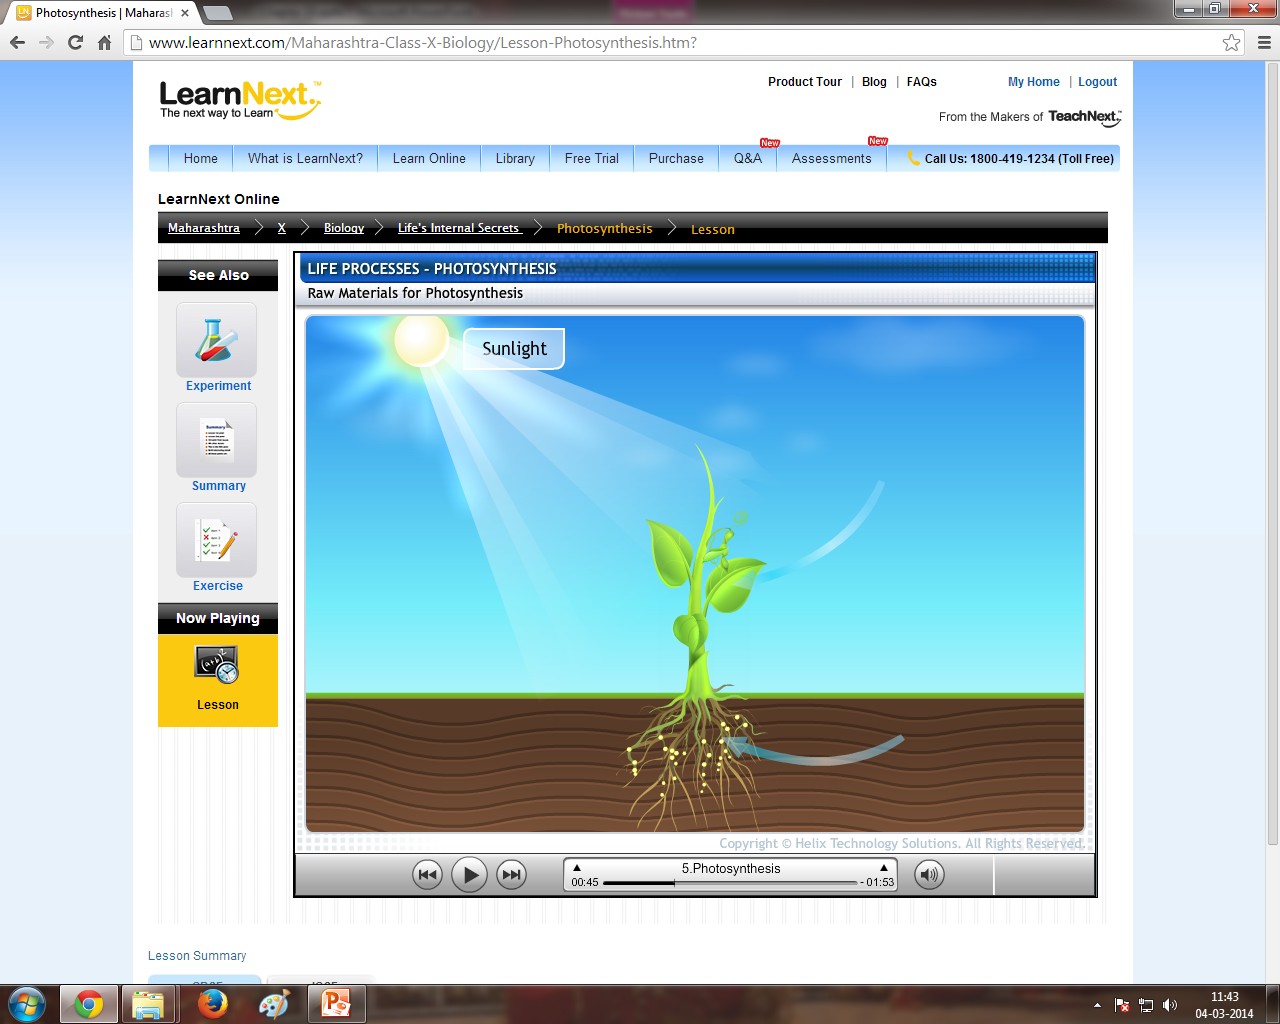 Photosynthesis | Maharash
www.learnnext.com/Maharashtra-Class-X-Biology/Lesson-Photosynthesis.htm?
LearnNext.™
The next way to Learn
Product Tour | Blog | FAQs
My Home | Logout
From the Makers of TeachNext.
Home
What is LearnNext?
Learn Online
Library
Free Trial
Purchase
Q&A
New
Assessments
New
Call Us: 1800-419-1234 (Toll Free)
LearnNext Online
Maharashtra
X
Biology
Life's Internal Secrets
Photosynthesis
Lesson
See Also
Experiment
Summary
Summary
Exercise
Now Playing
(a+b)²
Lesson
LIFE PROCESSES - PHOTOSYNTHESIS
Raw Materials for Photosynthesis
Sunlight
Copyright © Helix Technology Solutions. All Rights Reserved.
5.Photosynthesis
00:45
- 01:53
Lesson Summary
11:43
04-03-2014